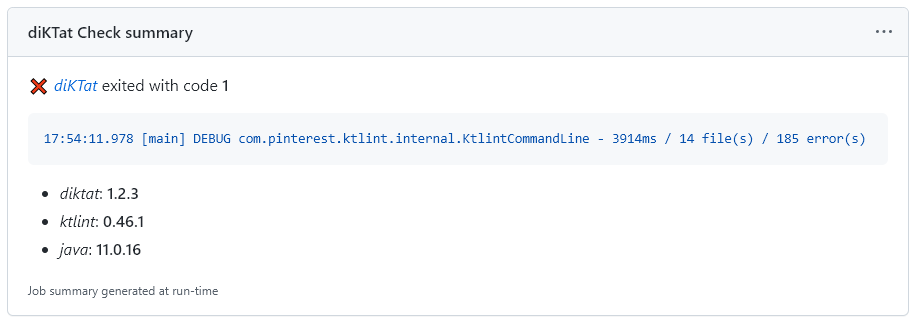 diKTat Check summary
diKTat exited with code 1
17:54:11.978 [main] DEBUG com.pinterest.ktlint.internal.KtlintCommandLine - 3914ms / 14 file(s) / 185 error(s)
diktat: 1.2.3
ktlint: 0.46.1
java: 11.0.16
Job summary generated at run-time